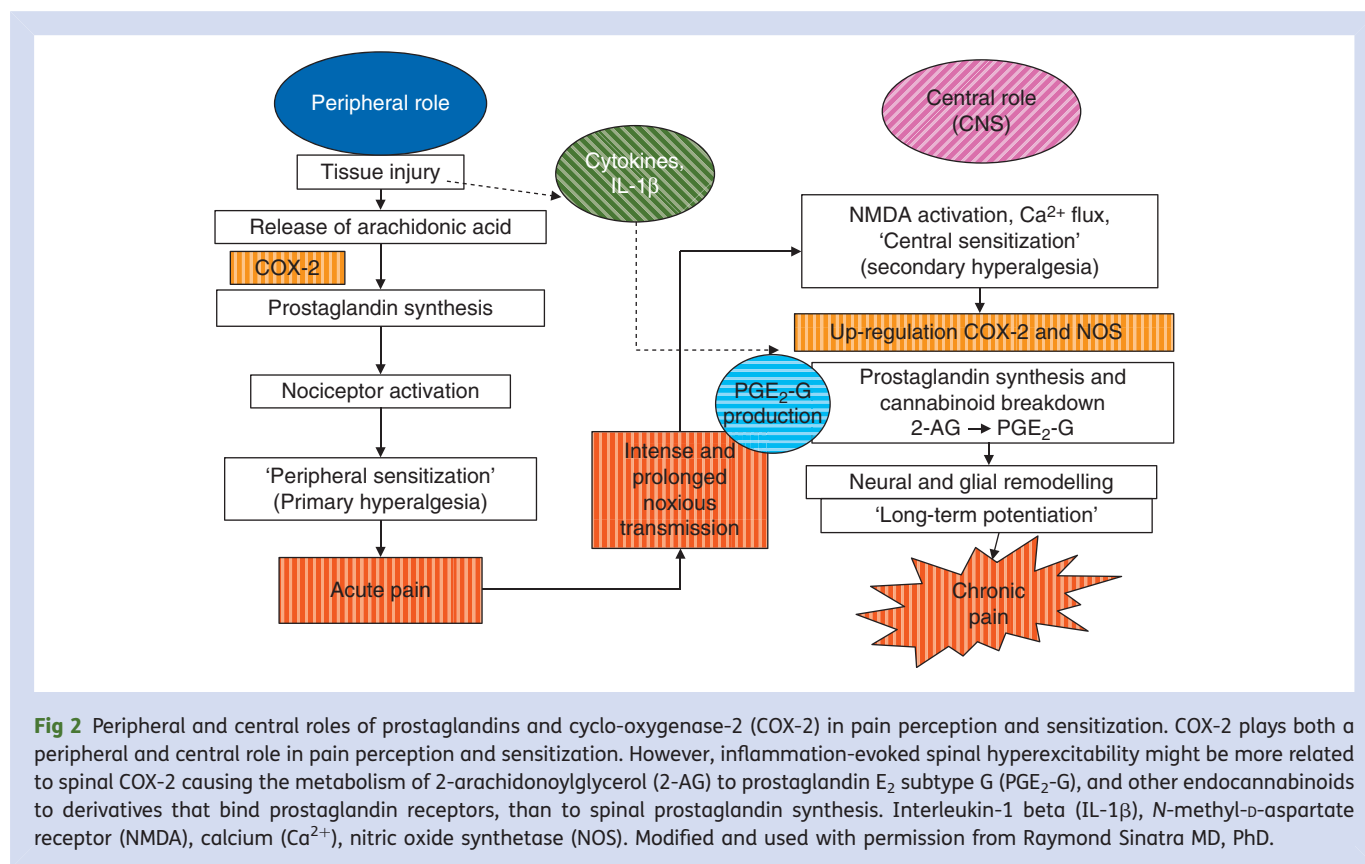 Peripheral role
Tissue injury
Release of arachidonic acid
COX-2
Prostaglandin synthesis
Nociceptor activation
'Peripheral sensitization'
(Primary hyperalgesia)
Acute pain
Cytokines,
IL-1β
Intense and
prolonged
noxious
transmission
Central role
(CNS)
NMDA activation, Ca²⁺ flux,
'Central sensitization'
(secondary hyperalgesia)
Up-regulation COX-2 and NOS
PGE₂-G
production
Prostaglandin synthesis and
cannabinoid breakdown
2-AG → PGE₂-G
Neural and glial remodelling
'Long-term potentiation'
Chronic
pain
Fig 2 Peripheral and central roles of prostaglandins and cyclo-oxygenase-2 (COX-2) in pain perception and sensitization. COX-2 plays both a
peripheral and central role in pain perception and sensitization. However, inflammation-evoked spinal hyperexcitability might be more related
to spinal COX-2 causing the metabolism of 2-arachidonoylglycerol (2-AG) to prostaglandin E₂ subtype G (PGE₂-G), and other endocannabinoids
to derivatives that bind prostaglandin receptors, than to spinal prostaglandin synthesis. Interleukin-1 beta (IL-1β), N-methyl-D-aspartate
receptor (NMDA), calcium (Ca²⁺), nitric oxide synthetase (NOS). Modified and used with permission from Raymond Sinatra MD, PhD.